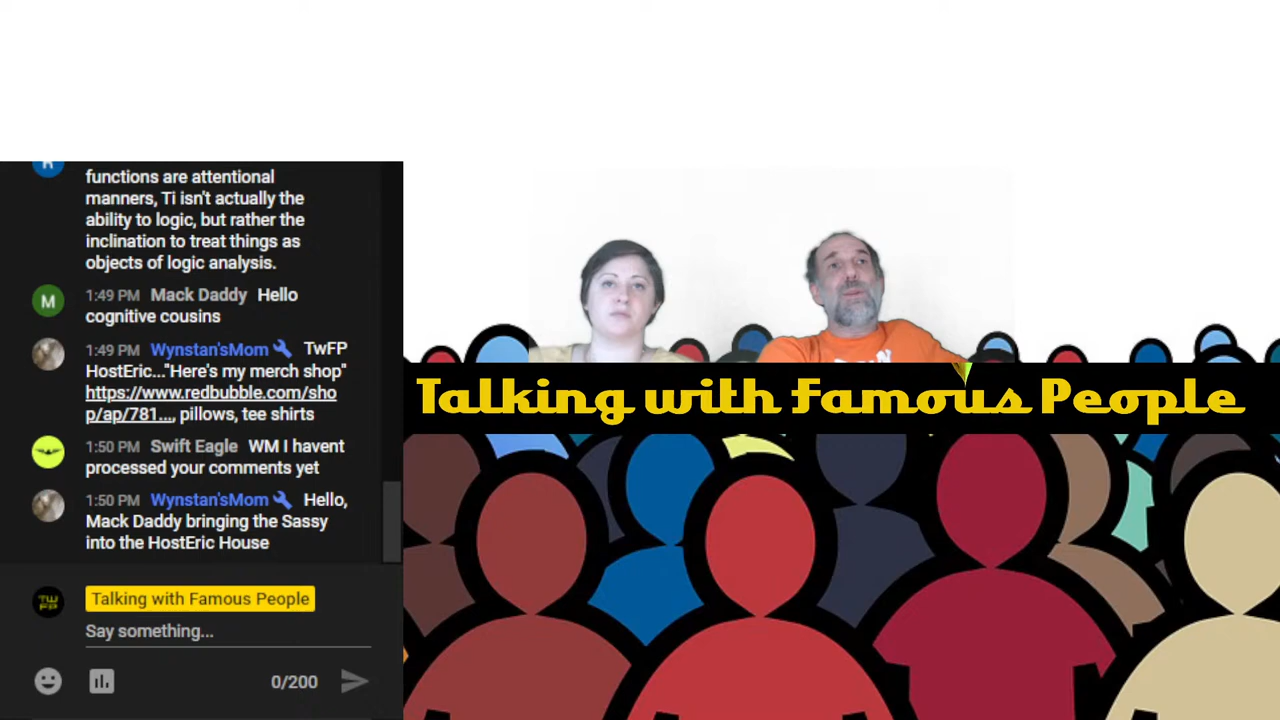 functions are attentional
manners, Ti isn't actually the
ability to logic, but rather the
inclination to treat things as
objects of logic analysis.
M
1:49 PM Mack Daddy Hello
cognitive cousins
1:49 PM Wynstan'sMom TwFP
HostEric..."Here's my merch shop"
https://www.redbubble.com/sho
p/ap/781..., pillows, tee shirts
1:50 PM Swift Eagle WM I havent
processed your comments yet
1:50 PM Wynstan'sMom Hello,
Mack Daddy bringing the Sassy
into the HostEric House
TW
FP
Talking with Famous People
Say something...
0/200
Talking with Famous People